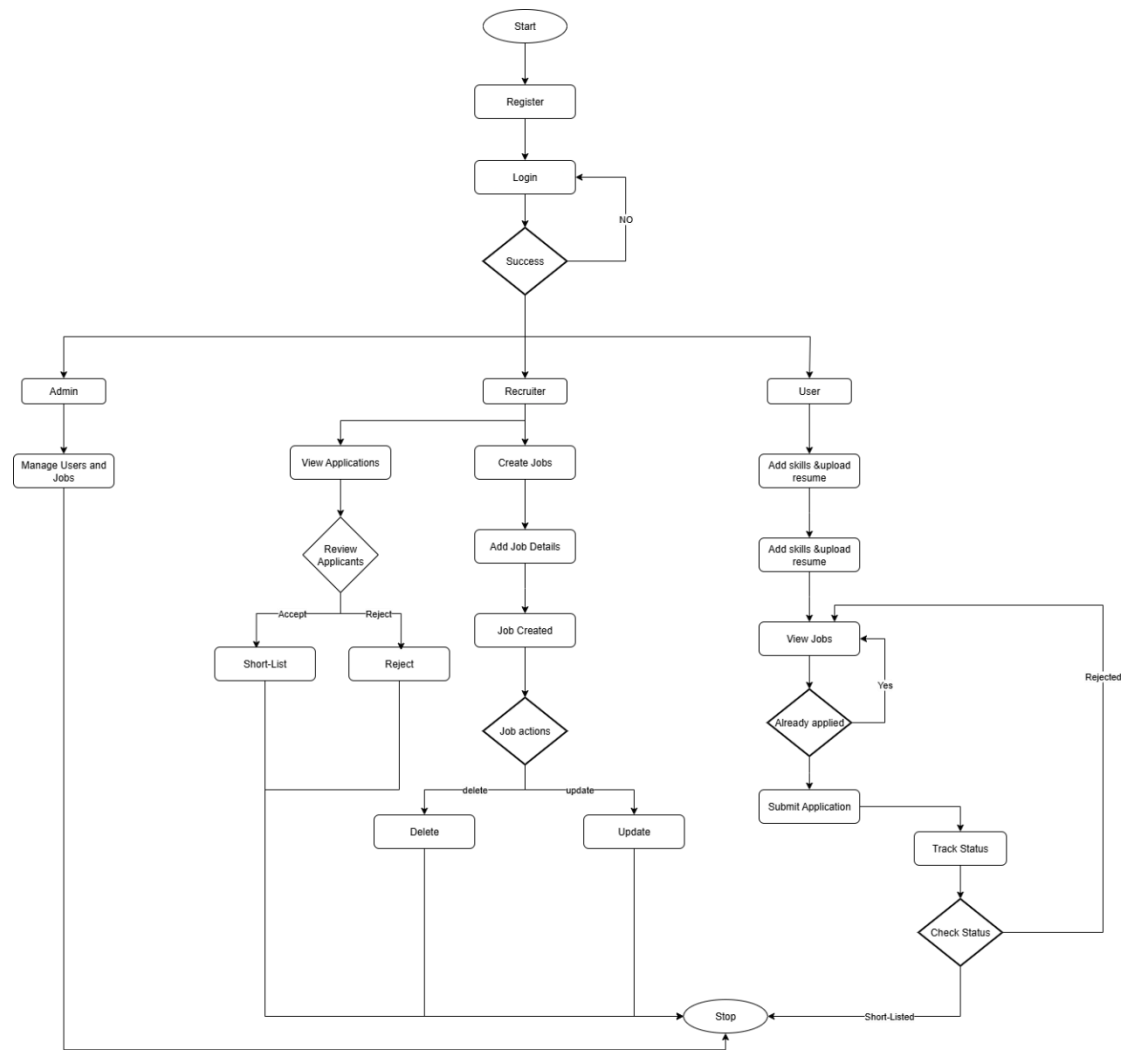 Start
Register
Login
NO
Success
Admin
Recruiter
User
Manage Users and
Jobs
View Applications
Create Jobs
Add skills &upload
resume
Review
Applicants
Add Job Details
Add skills &upload
resume
Accept
Reject
Short-List
Reject
Job Created
View Jobs
Yes
Rejected
Job actions
Already applied
delete
update
Delete
Update
Submit Application
Track Status
Check Status
Stop
Short-Listed